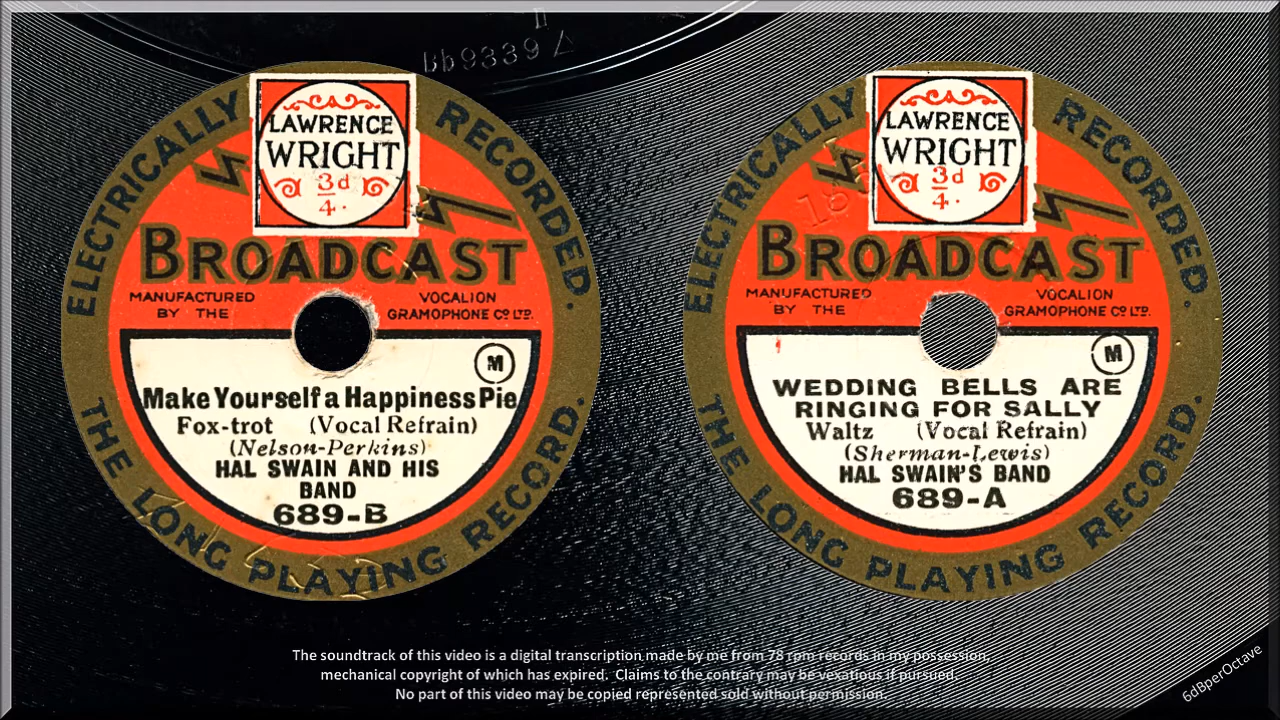 Bb9339 Δ
LAWRENCE
WRIGHT
3d
4.
ELECTRICALLY RECORDED.
BROADCAST
MANUFACTURED
BY THE
VOCALION
GRAMOPHONE Cº LTD.
M
Make Yourself a Happiness Pie
Fox-trot (Vocal Refrain)
(Nelson-Perkins)
HAL SWAIN AND HIS
BAND
689-B
THE LONG PLAYING RECORD.
LAWRENCE
WRIGHT
3d
4.
ELECTRICALLY RECORDED.
BROADCAST
MANUFACTURED
BY THE
VOCALION
GRAMOPHONE Cº LTD.
M
WEDDING BELLS ARE
RINGING FOR SALLY
Waltz (Vocal Refrain)
(Sherman-Lewis)
HAL SWAIN'S BAND
689-A
THE LONG PLAYING RECORD.
The soundtrack of this video is a digital transcription made by me from 78 rpm records in my possession,
mechanical copyright of which has expired. Claims to the contrary may be vexatious if pursued.
No part of this video may be copied represented sold without permission.
6dBperOctave